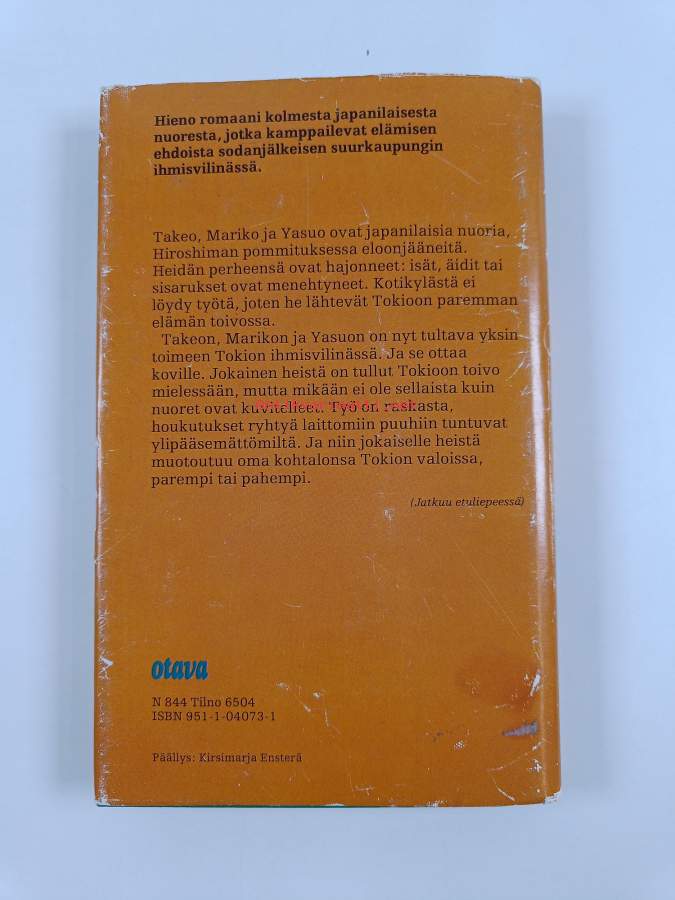 Hieno romaani kolmesta japanilaisesta
nuoresta, jotka kamppailevat elämisen
ehdoista sodanjälkeisen suurkaupungin
ihmisvilinässä.
Takeo, Mariko ja Yasuo ovat japanilaisia nuoria,
Hiroshiman pommituksessa eloonjääneitä.
Heidän perheensä ovat hajonneet: isät, äidit tai
sisarukset ovat menehtyneet. Kotikylästä ei
löydy työtä, joten he lähtevät Tokioon paremman
elämän toivossa.
Takeon, Marikon ja Yasuon on nyt tultava yksin
toimeen Tokion ihmisvilinässä. Ja se ottaa
koville. Jokainen heistä on tullut Tokioon toivo
mielessään, mutta mikään ei ole sellaista kuin
nuoret ovat kuvitelleet. Työ on raskasta,
houkutukset ryhtyä laittomiin puuhiin tuntuvat
ylipääsemättömiltä. Ja niin jokaiselle heistä
muotoutuu oma kohtalonsa Tokion valoissa,
parempi tai pahempi.
(Jatkuu etuliepeessä)
otava
N 844 Tilno 6504
ISBN 951-1-04073-1
Päällys: Kirsimarja Ensterä